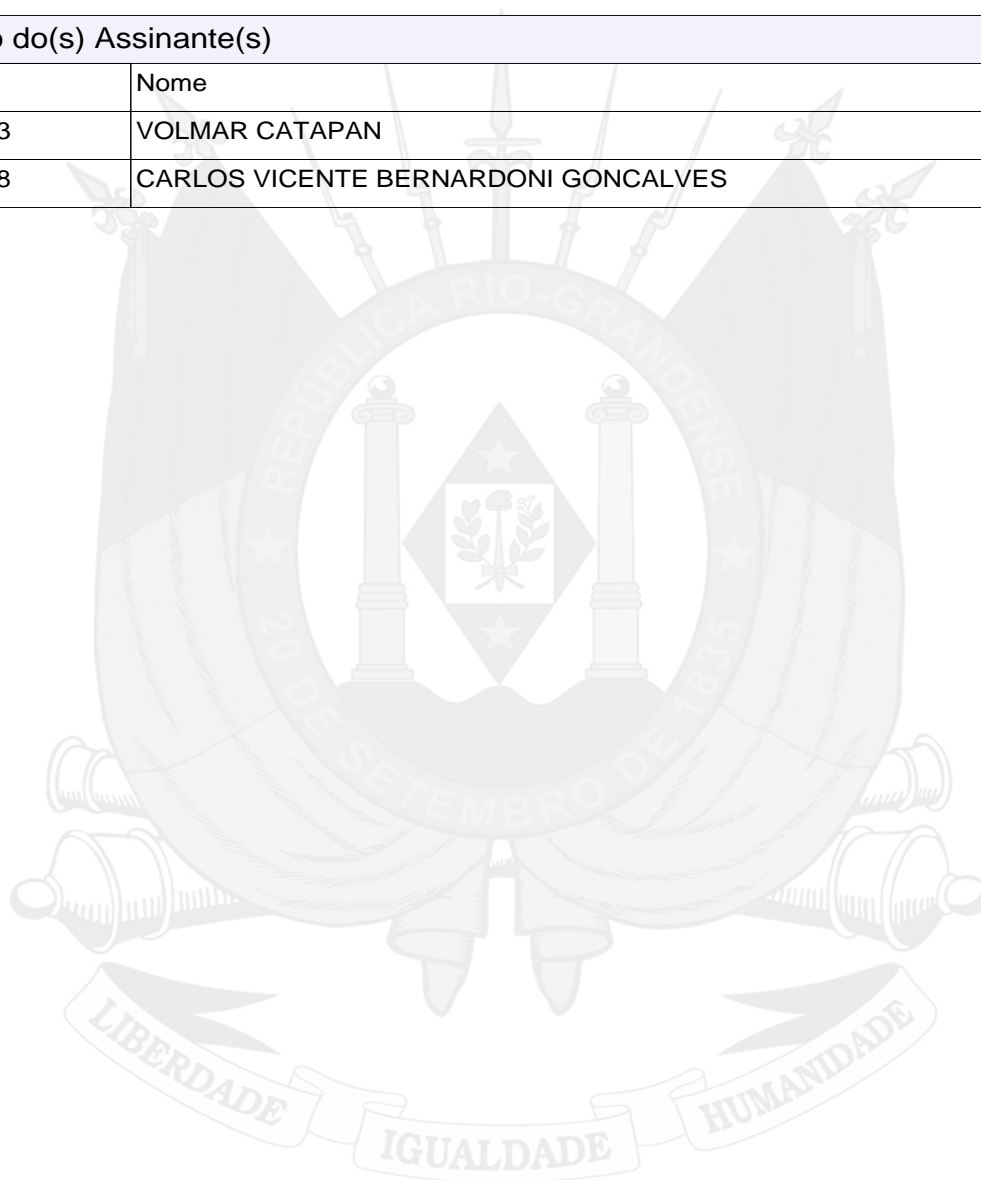 o do(s) Assinante(s)
Nome
3 VOLMAR CATAPAN
8 CARLOS VICENTE BERNARDONI GONCALVES
REPÚBLICA RIO-GRANDENSE
★ 20 DE SETEMBRO DE 1835 ★
LIBERDADE IGUALDADE HUMANIDADE